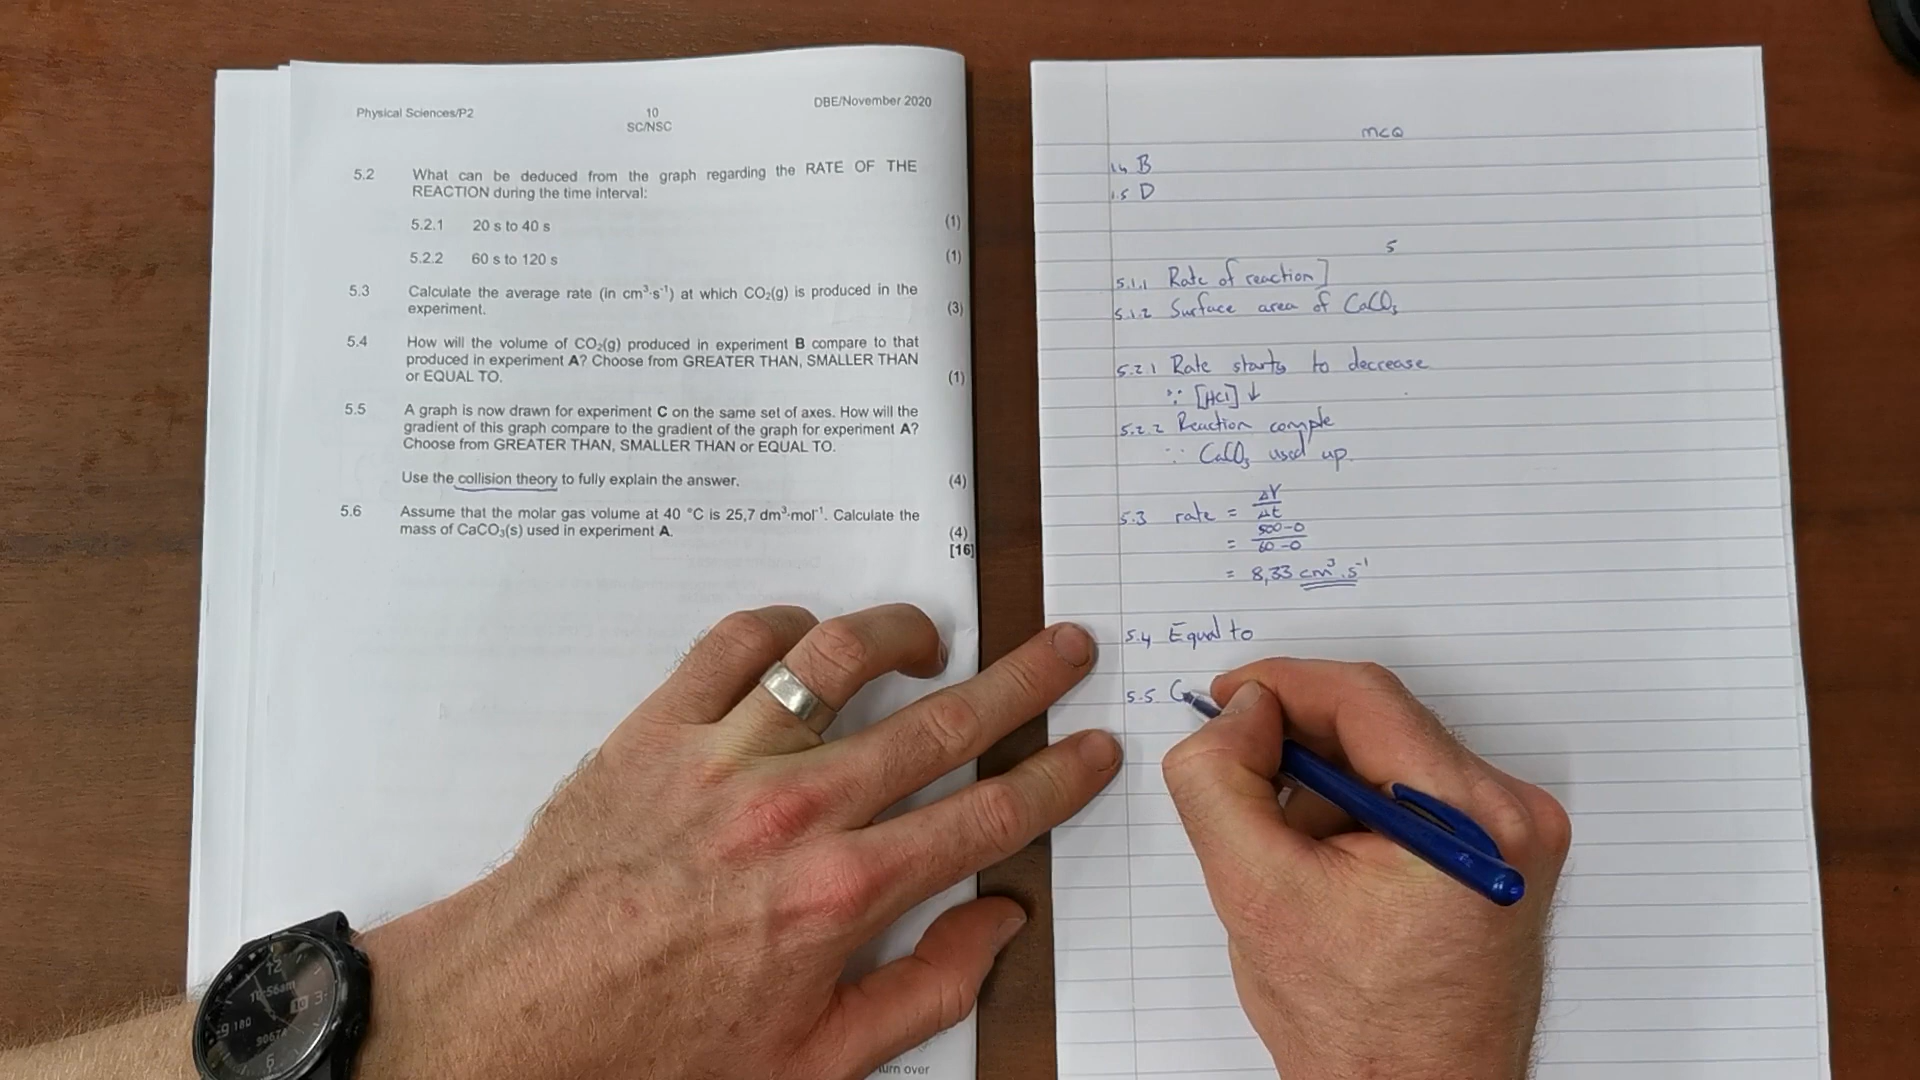 Physical Sciences/P2
10
SC/NSC
DBE/November 2020
5.2 What can be deduced from the graph regarding the RATE OF THE
REACTION during the time interval:
5.2.1 20 s to 40 s (1)
5.2.2 60 s to 120 s (1)
5.3 Calculate the average rate (in cm³·s⁻¹) at which CO₂(g) is produced in the
experiment. (3)
5.4 How will the volume of CO₂(g) produced in experiment B compare to that
produced in experiment A? Choose from GREATER THAN, SMALLER THAN
or EQUAL TO. (1)
5.5 A graph is now drawn for experiment C on the same set of axes. How will the
gradient of this graph compare to the gradient of the graph for experiment A?
Choose from GREATER THAN, SMALLER THAN or EQUAL TO.
Use the collision theory to fully explain the answer. (4)
5.6 Assume that the molar gas volume at 40 °C is 25,7 dm³·mol⁻¹. Calculate the
mass of CaCO₃(s) used in experiment A. (4)
[16]
turn over
MCQ
1.4 B
1.5 D
5
5.1.1 Rate of reaction]
5.1.2 Surface area of CaCO₃
5.2.1 Rate starts to decrease
∵ [HCl] ↓
5.2.2 Reaction comple
∵ CaCO₃ used up.
5.3 rate = ΔV
Δt
= 500-0
60-0
= 8,33 cm³.s⁻¹
5.4 Equal to
5.5 G
12
10
3
9 180
6